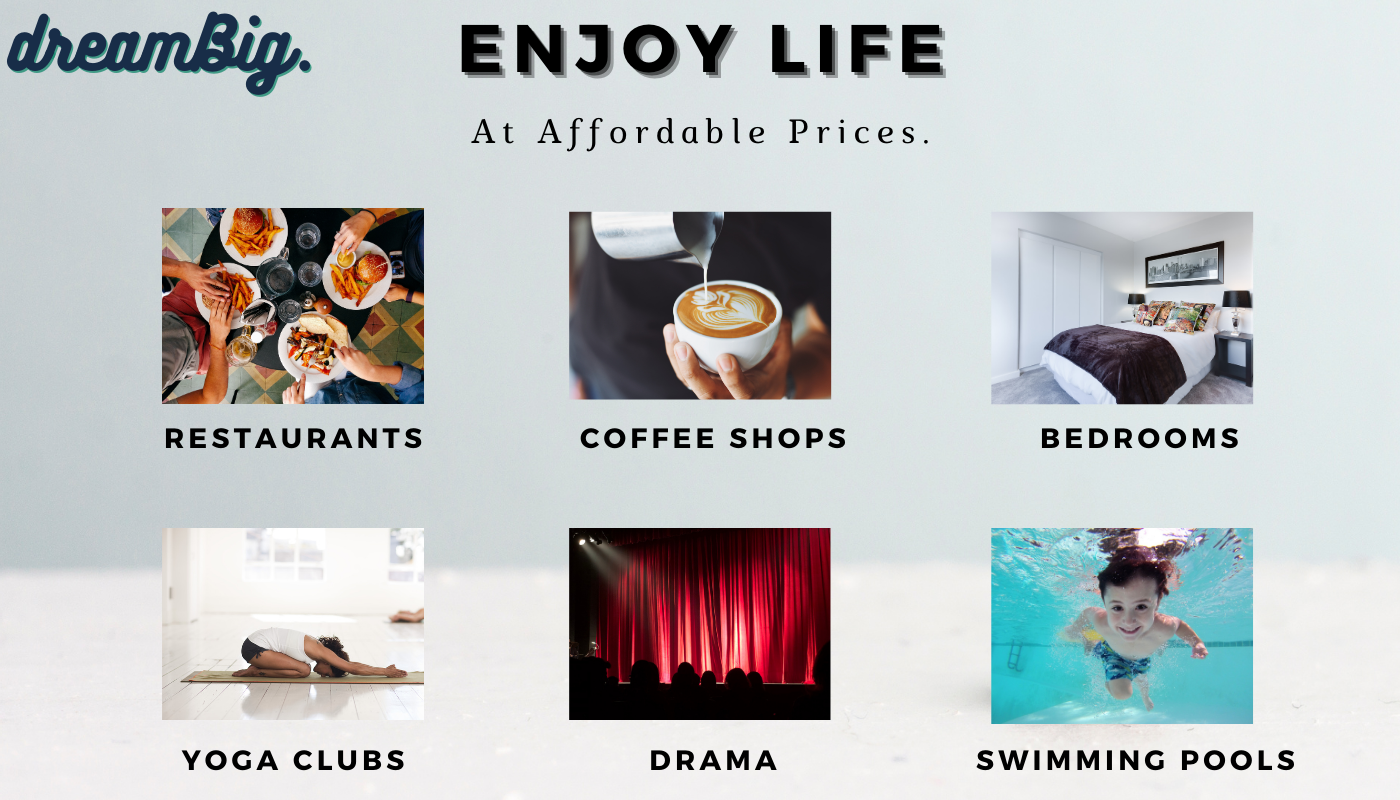 dreamBig.
ENJOY LIFE
At Affordable Prices.
RESTAURANTS
COFFEE SHOPS
BEDROOMS
YOGA CLUBS
DRAMA
SWIMMING POOLS